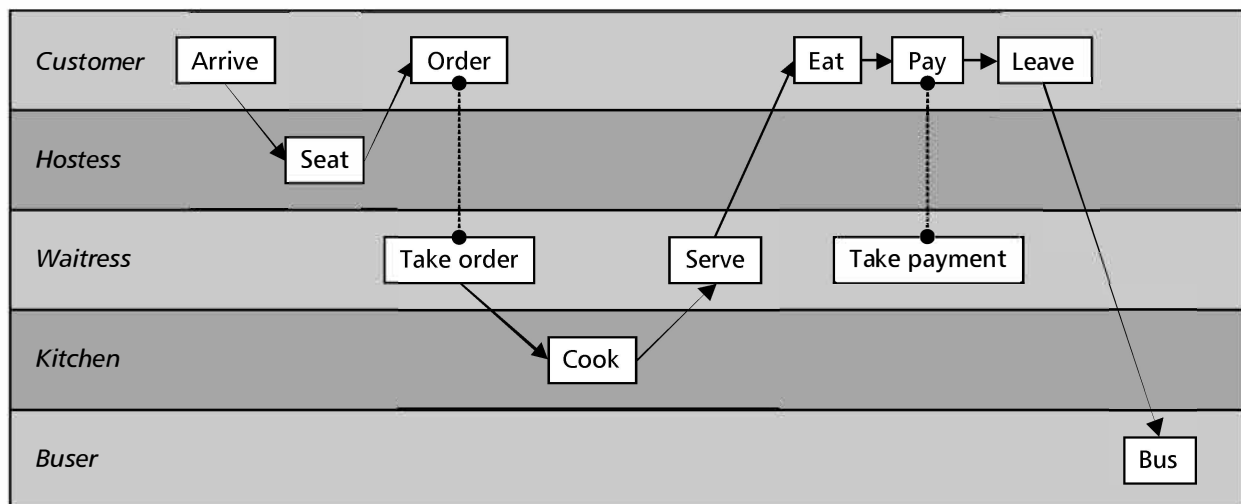 Customer
Arrive
Order
Eat
Pay
Leave
Hostess
Seat
Waitress
Take order
Serve
Take payment
Kitchen
Cook
Buser
Bus